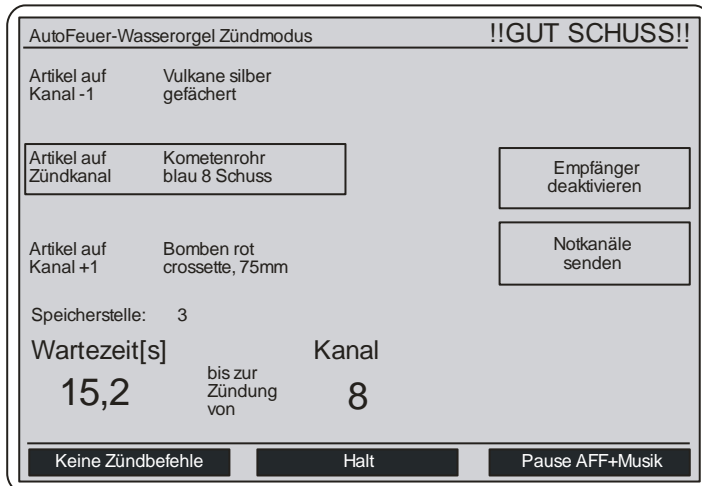 AutoFeuer-Wasserorgel Zündmodus !!GUT SCHUSS!!
Artikel auf Vulkane silber
Kanal -1 gefächert
Artikel auf Kometenrohr
Zündkanal blau 8 Schuss
Empfänger
deaktivieren
Artikel auf Bomben rot
Kanal +1 crossette, 75mm
Notkanäle
senden
Speicherstelle: 3
Wartezeit[s] Kanal
15,2
bis zur
Zündung
von
8
Keine Zündbefehle Halt Pause AFF+Musik